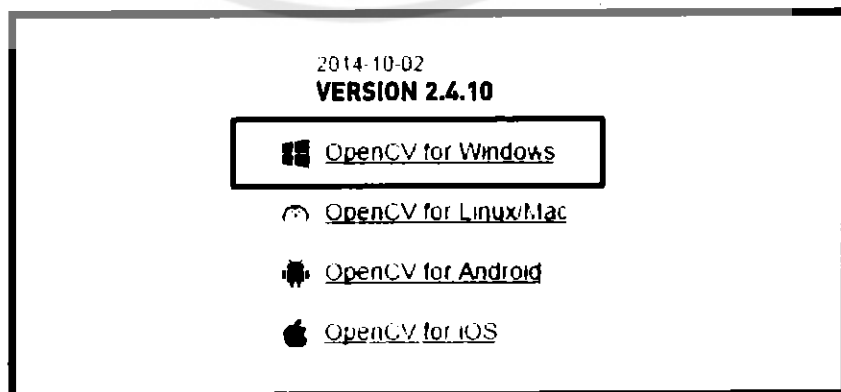 2014-10-02
VERSION 2.4.10
OpenCV for Windows
OpenCV for Linux/Mac
OpenCV for Android
OpenCV for iOS